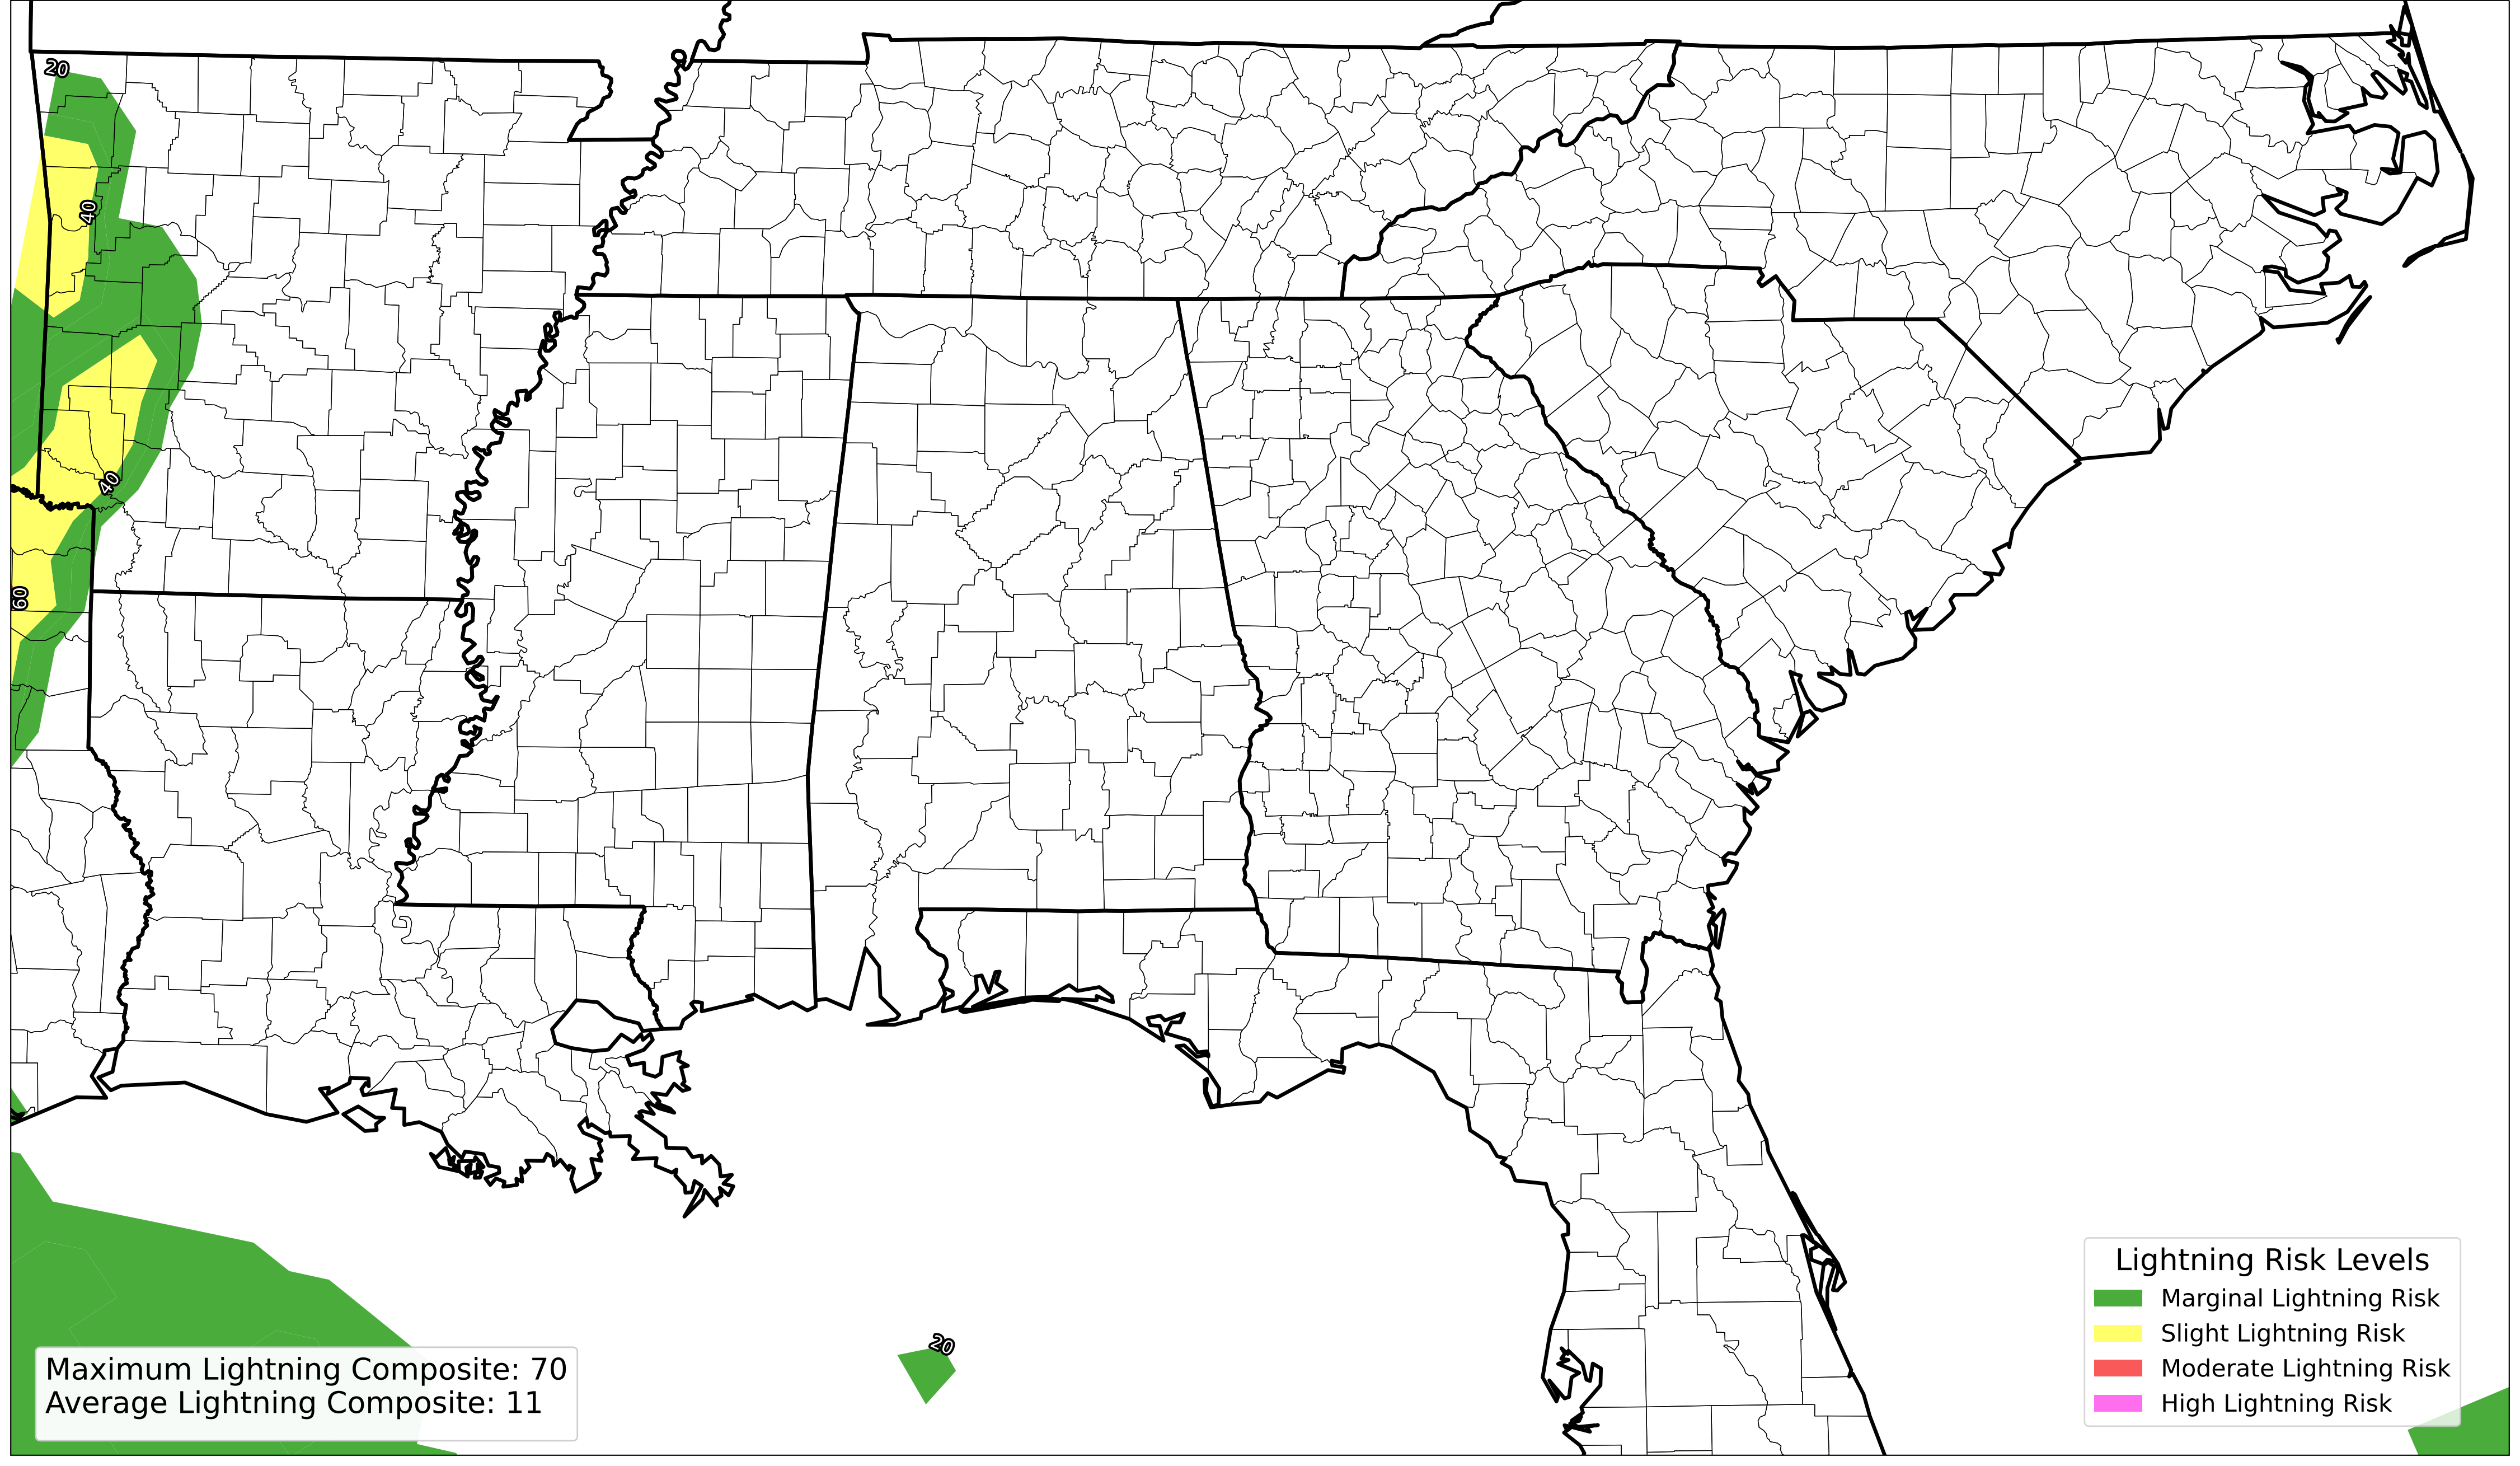 20
40
40
60
20
Maximum Lightning Composite: 70
Average Lightning Composite: 11
Lightning Risk Levels
Marginal Lightning Risk
Slight Lightning Risk
Moderate Lightning Risk
High Lightning Risk